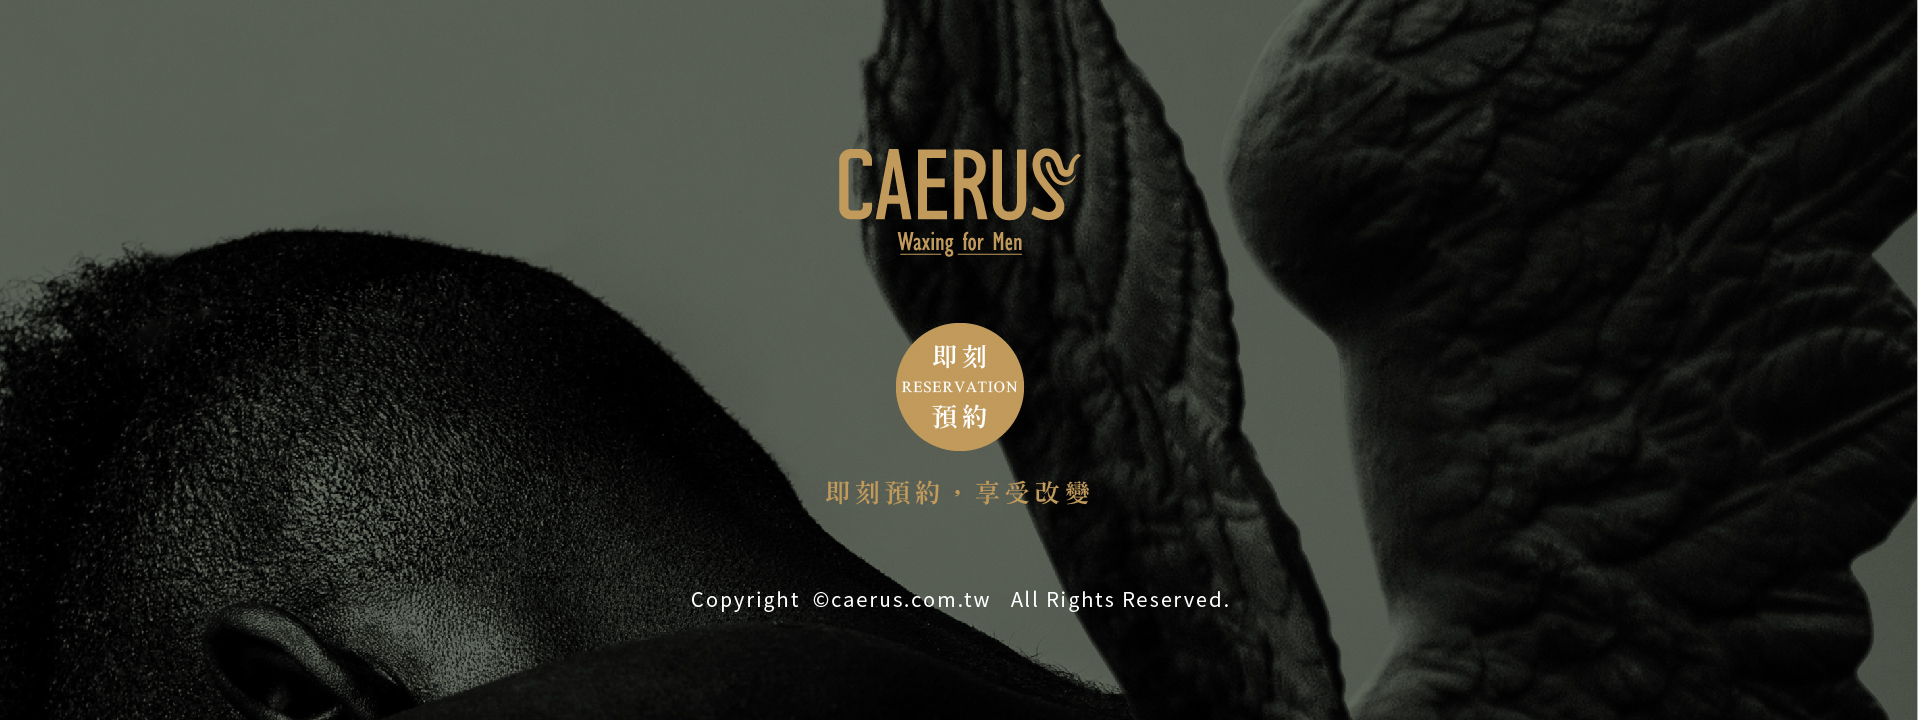 CAERUS
Waxing for Men
即刻
RESERVATION
預約
即刻預約，享受改變
Copyright ©caerus.com.tw All Rights Reserved.